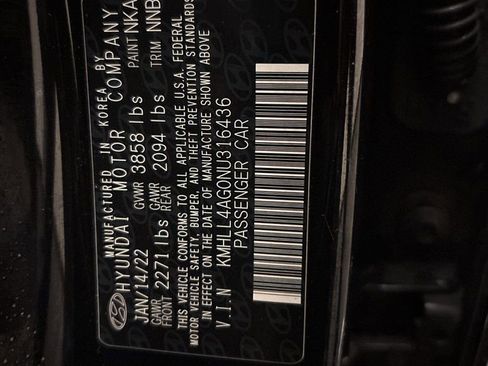 MANUFACTURED IN KOREA BY
HYUNDAI MOTOR COMPANY
JAN/14/22 GVWR 3858 lbs PAINT NKA
GAWR FRONT 2271 lbs GAWR REAR 2094 lbs TRIM NNB
THIS VEHICLE CONFORMS TO ALL APPLICABLE U.S.A. FEDERAL
MOTOR VEHICLE SAFETY, BUMPER, AND THEFT PREVENTION STANDARDS
IN EFFECT ON THE DATE OF MANUFACTURE SHOWN ABOVE
V.I.N KMHLL4AG0NU316436
PASSENGER CAR